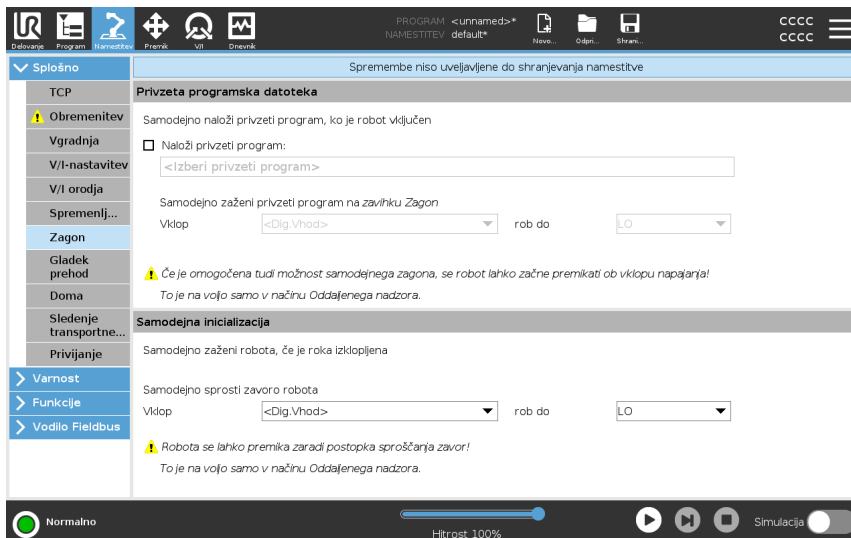 UR
PROGRAM <unnamed>*
NAMESTITEV default*
cccc
cccc
Delovanje Program Namestitev Premik V/I Dnevnik Novo... Odpri... Shrani...
Splošno
Spremembe niso uveljavljene do shranjevanja namestitve
TCP
Obremenitev
Vgradnja
V/I-nastavitev
V/I orodja
Spremenlj...
Zagon
Gladek
prehod
Doma
Sledenje
transportne...
Privijanje
Varnost
Funkcije
Vodilo Fieldbus
Privzeta programska datoteka
Samodejno naloži privzeti program, ko je robot vključen
Naloži privzeti program:
<Izberi privzeti program>
Samodejno zaženi privzeti program na zavihku Zagon
Vklop <Dig.Vhod> rob do LO
Če je omogočena tudi možnost samodejnega zagona, se robot lahko začne premikati ob vklopu napajanja!
To je na voljo samo v načinu Oddaljenega nadzora.
Samodejna inicializacija
Samodejno zaženi robota, če je roka izklopljena
Samodejno sprosti zavoro robota
Vklop <Dig.Vhod> rob do LO
Robota se lahko premika zaradi postopka sproščanja zavor!
To je na voljo samo v načinu Oddaljenega nadzora.
Normalno
Hitrost 100%
Simulacija